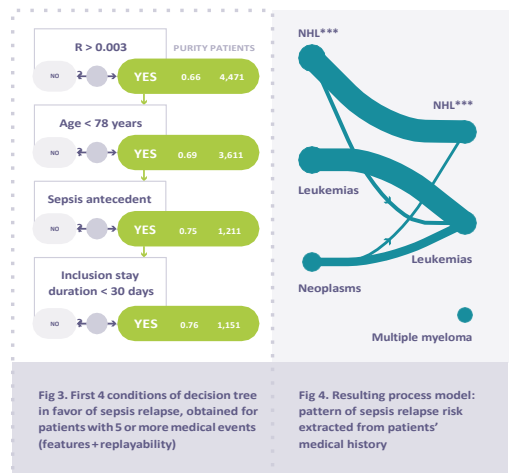 R > 0.003
PURITY PATIENTS
NO ? YES 0.66 4,471
Age < 78 years
NO ? YES 0.69 3,611
Sepsis antecedent
NO ? YES 0.75 1,211
Inclusion stay
duration < 30 days
NO ? YES 0.76 1,151
Fig 3. First 4 conditions of decision tree
in favor of sepsis relapse, obtained for
patients with 5 or more medical events
(features + replayability)
NHL***
NHL***
Leukemias
Leukemias
Neoplasms
Multiple myeloma
Fig 4. Resulting process model:
pattern of sepsis relapse risk
extracted from patients'
medical history